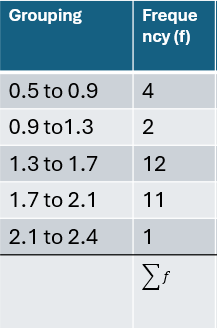 Grouping Freque
ncy (f)
0.5 to 0.9 4
0.9 to1.3 2
1.3 to 1.7 12
1.7 to 2.1 11
2.1 to 2.4 1
∑f